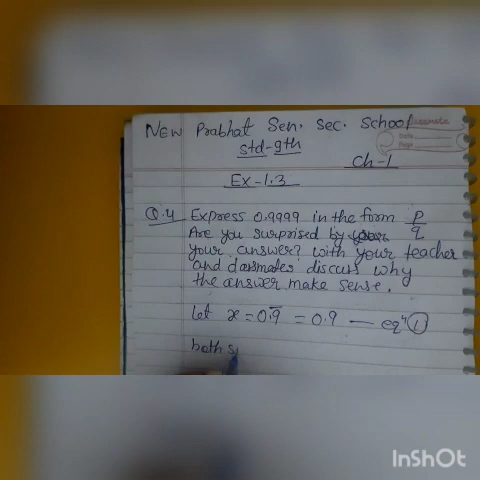 NEW Prabhat Sen. Sec. School
Std-9th
Ch-1
Ex-1.3
Q.4 Express 0.9999 in the form p/q
Are you surprised by
your answer? with your teacher
and classmates discuss why
the answer make sense.
Let x = 0.9̅ = 0.9 — eqⁿ ①
both s
InShOt